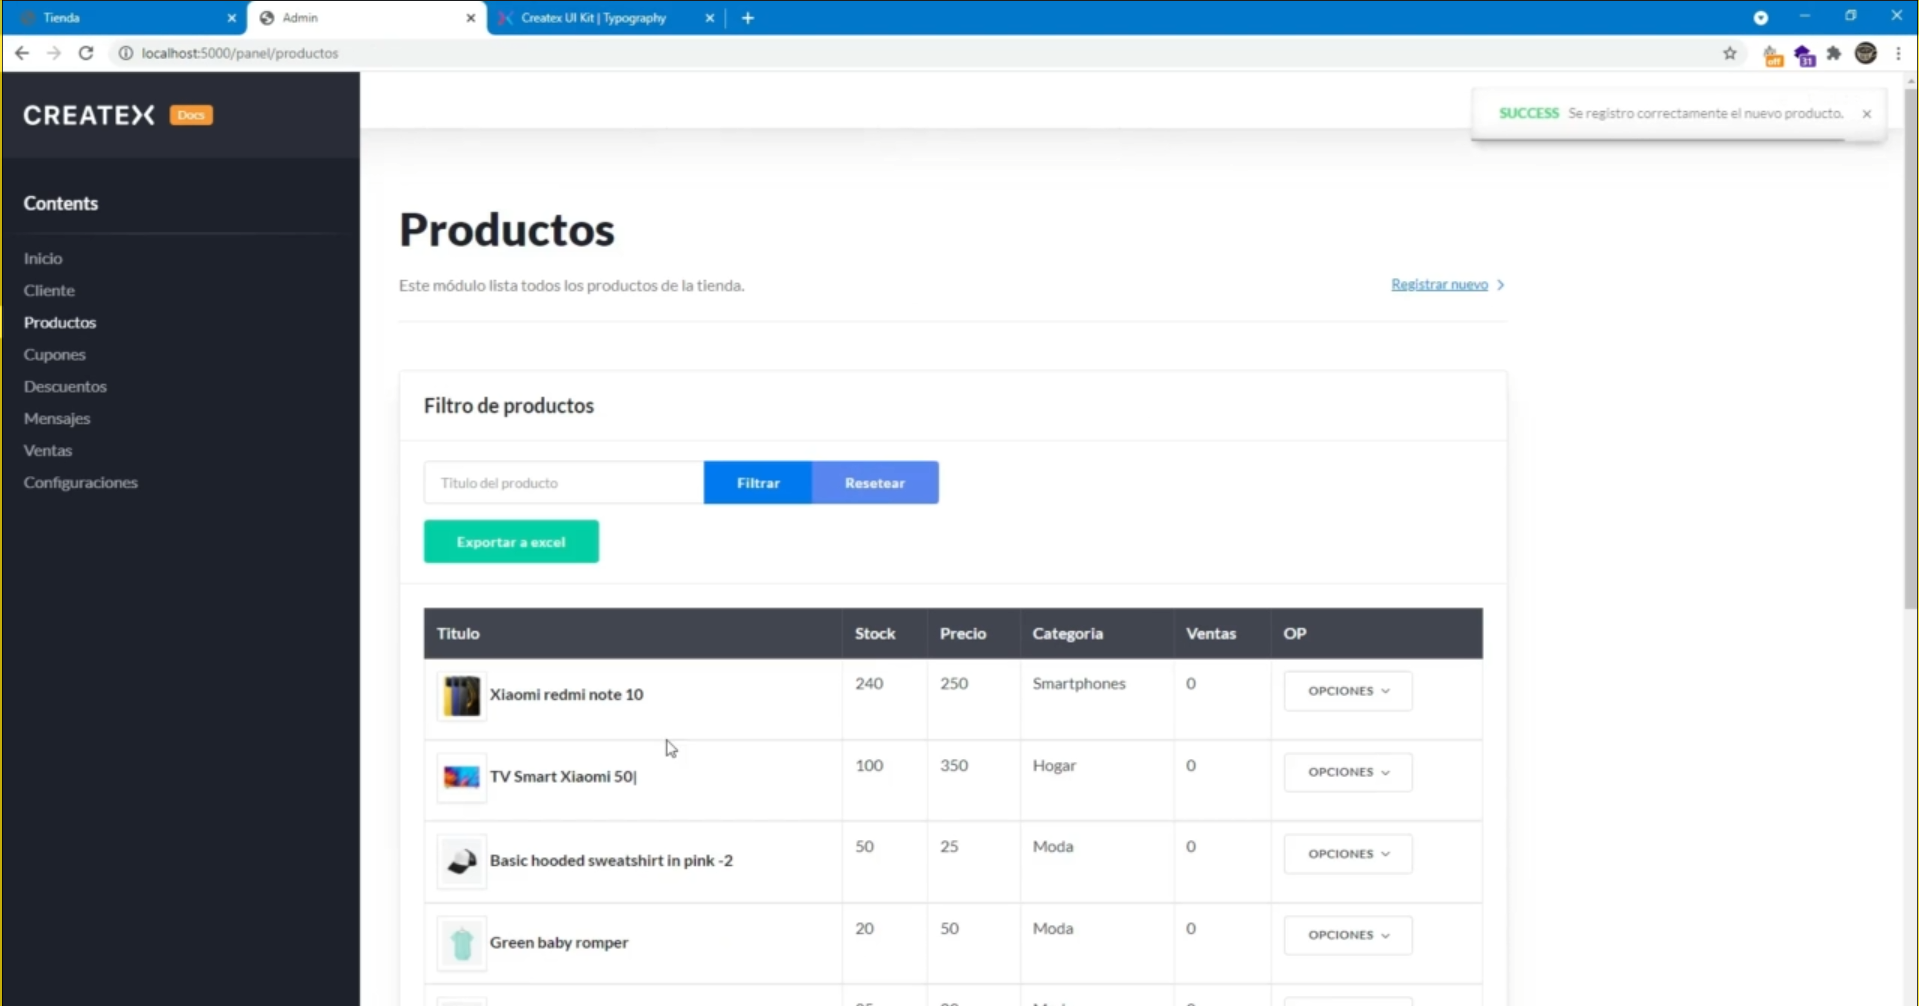 Tienda
Admin
Createx UI Kit | Typography
localhost:5000/panel/productos
off
31
CREATEX Docs
SUCCESS Se registro correctamente el nuevo producto.
Contents
Inicio
Cliente
Productos
Cupones
Descuentos
Mensajes
Ventas
Configuraciones
Productos
Este módulo lista todos los productos de la tienda.
Registrar nuevo
Filtro de productos
Titulo del producto
Filtrar
Resetear
Exportar a excel
Titulo Stock Precio Categoria Ventas OP
Xiaomi redmi note 10 240 250 Smartphones 0 OPCIONES
TV Smart Xiaomi 50| 100 350 Hogar 0 OPCIONES
Basic hooded sweatshirt in pink -2 50 25 Moda 0 OPCIONES
Green baby romper 20 50 Moda 0 OPCIONES